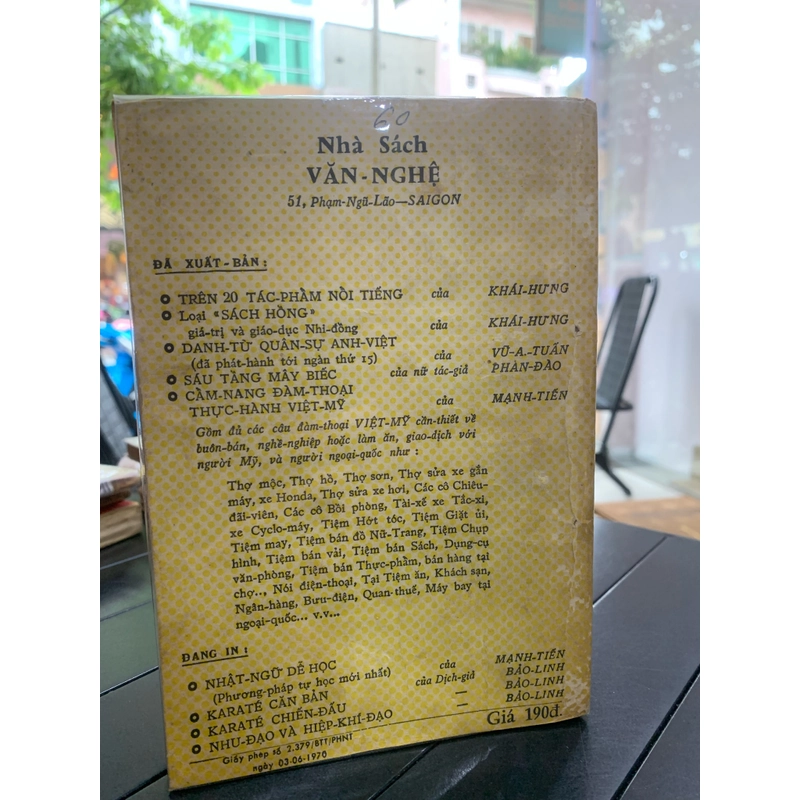 60
Nhà Sách
VĂN-NGHỆ
51, Phạm-Ngũ-Lão—SAIGON
ĐÃ XUẤT-BẢN:
TRÊN 20 TÁC-PHẨM NỔI TIẾNG của KHÁI-HƯNG
Loại «SÁCH HỒNG»
giá-trị và giáo-dục Nhi-đồng của KHÁI-HƯNG
DANH-TỪ QUÂN-SỰ ANH-VIỆT
(đã phát-hành tới ngàn thứ 15) của VŨ-A.-TUẤN
SÁU TẦNG MÂY BIẾC của nữ tác-giả PHÀN-ĐÀO
CẨM-NANG ĐÀM-THOẠI
THỰC-HÀNH VIỆT-MỸ của MẠNH-TIẾN
Gồm đủ các câu đàm-thoại VIỆT-MỸ cần-thiết về
buôn-bán, nghề-nghiệp hoặc làm ăn, giao-dịch với
người Mỹ, và người ngoại-quốc như :
Thợ mộc, Thợ hồ, Thợ sơn, Thợ sửa xe gắn
máy, xe Honda, Thợ sửa xe hơi, Các cô Chiêu-
đãi-viên, Các cô Bồi phòng, Tài-xế xe Tắc-xi,
xe Cyclo-máy, Tiệm Hớt tóc, Tiệm Giặt ủi,
Tiệm may, Tiệm bán đồ Nữ-Trang, Tiệm Chụp
hình, Tiệm bán vải, Tiệm bán Sách, Dụng-cụ
văn-phòng, Tiệm bán Thực-phẩm, bán hàng tại
chợ.., Nói điện-thoại, Tại Tiệm ăn, Khách sạn,
Ngân-hàng, Bưu-điện, Quan-thuế, Máy bay tại
ngoại-quốc... v.v...
ĐANG IN :
NHẬT-NGỮ DỄ HỌC của MẠNH-TIẾN
(Phương-pháp tự học mới nhất) của Dịch-giả BẢO-LINH
KARATÉ CĂN BẢN — BẢO-LINH
KARATÉ CHIẾN-ĐẤU — BẢO-LINH
NHU-ĐẠO VÀ HIỆP-KHÍ-ĐẠO
Giá 190đ.
Giấy phép số 2.379/BTT/PHNT
ngày 03-06-1970